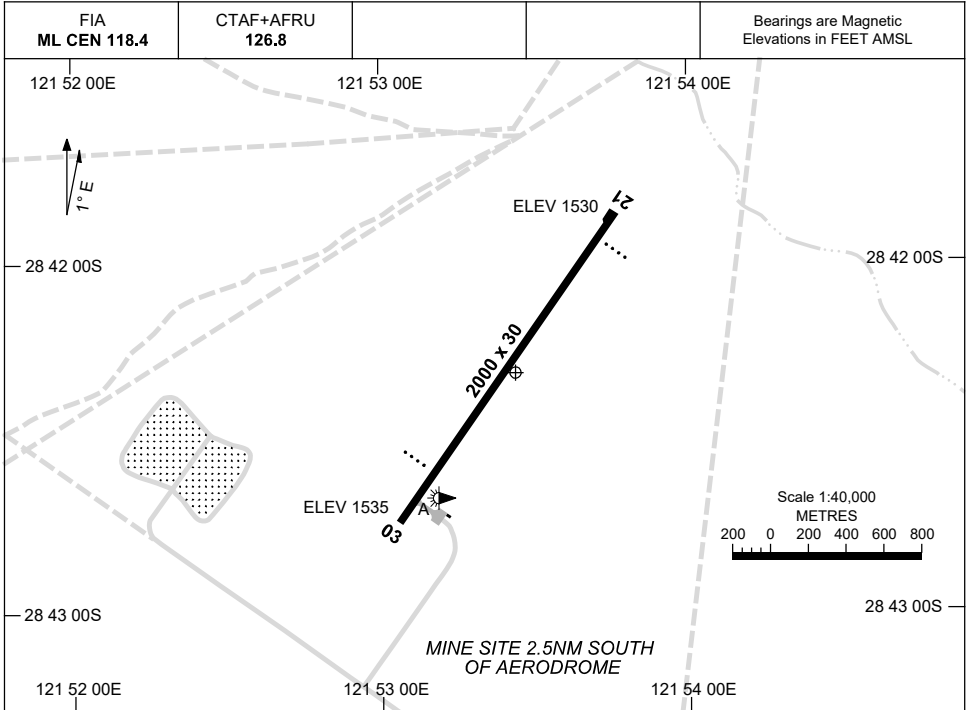 FIA
ML CEN 118.4
CTAF+AFRU
126.8
Bearings are Magnetic
Elevations in FEET AMSL
121 52 00E
121 53 00E
121 54 00E
1° E
ELEV 1530
21
28 42 00S
28 42 00S
2000 x 30
ELEV 1535
A
03
Scale 1:40,000
METRES
200 0 200 400 600 800
28 43 00S
28 43 00S
MINE SITE 2.5NM SOUTH
OF AERODROME
121 52 00E
121 53 00E
121 54 00E